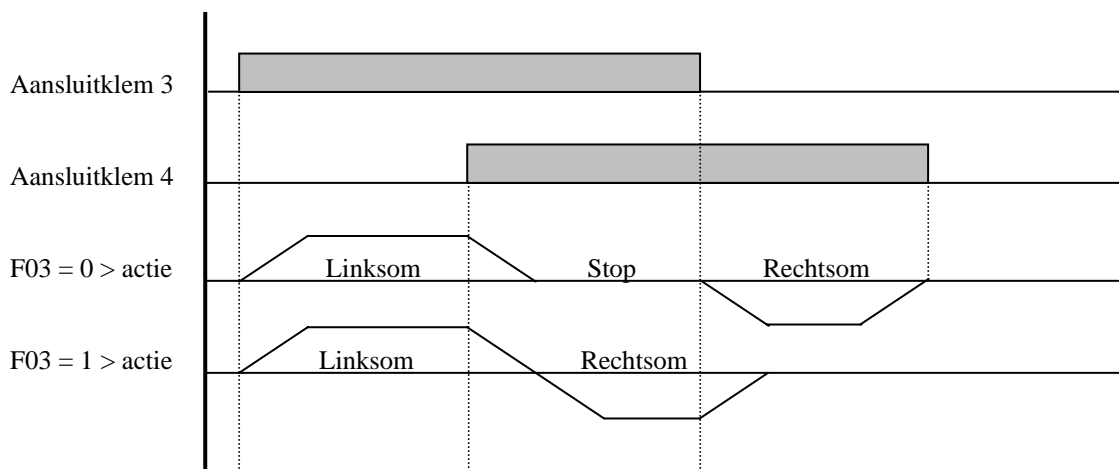 Aansluitklem 3
Aansluitklem 4
F03 = 0 > actie
Linksom
Stop
Rechtsom
F03 = 1 > actie
Linksom
Rechtsom